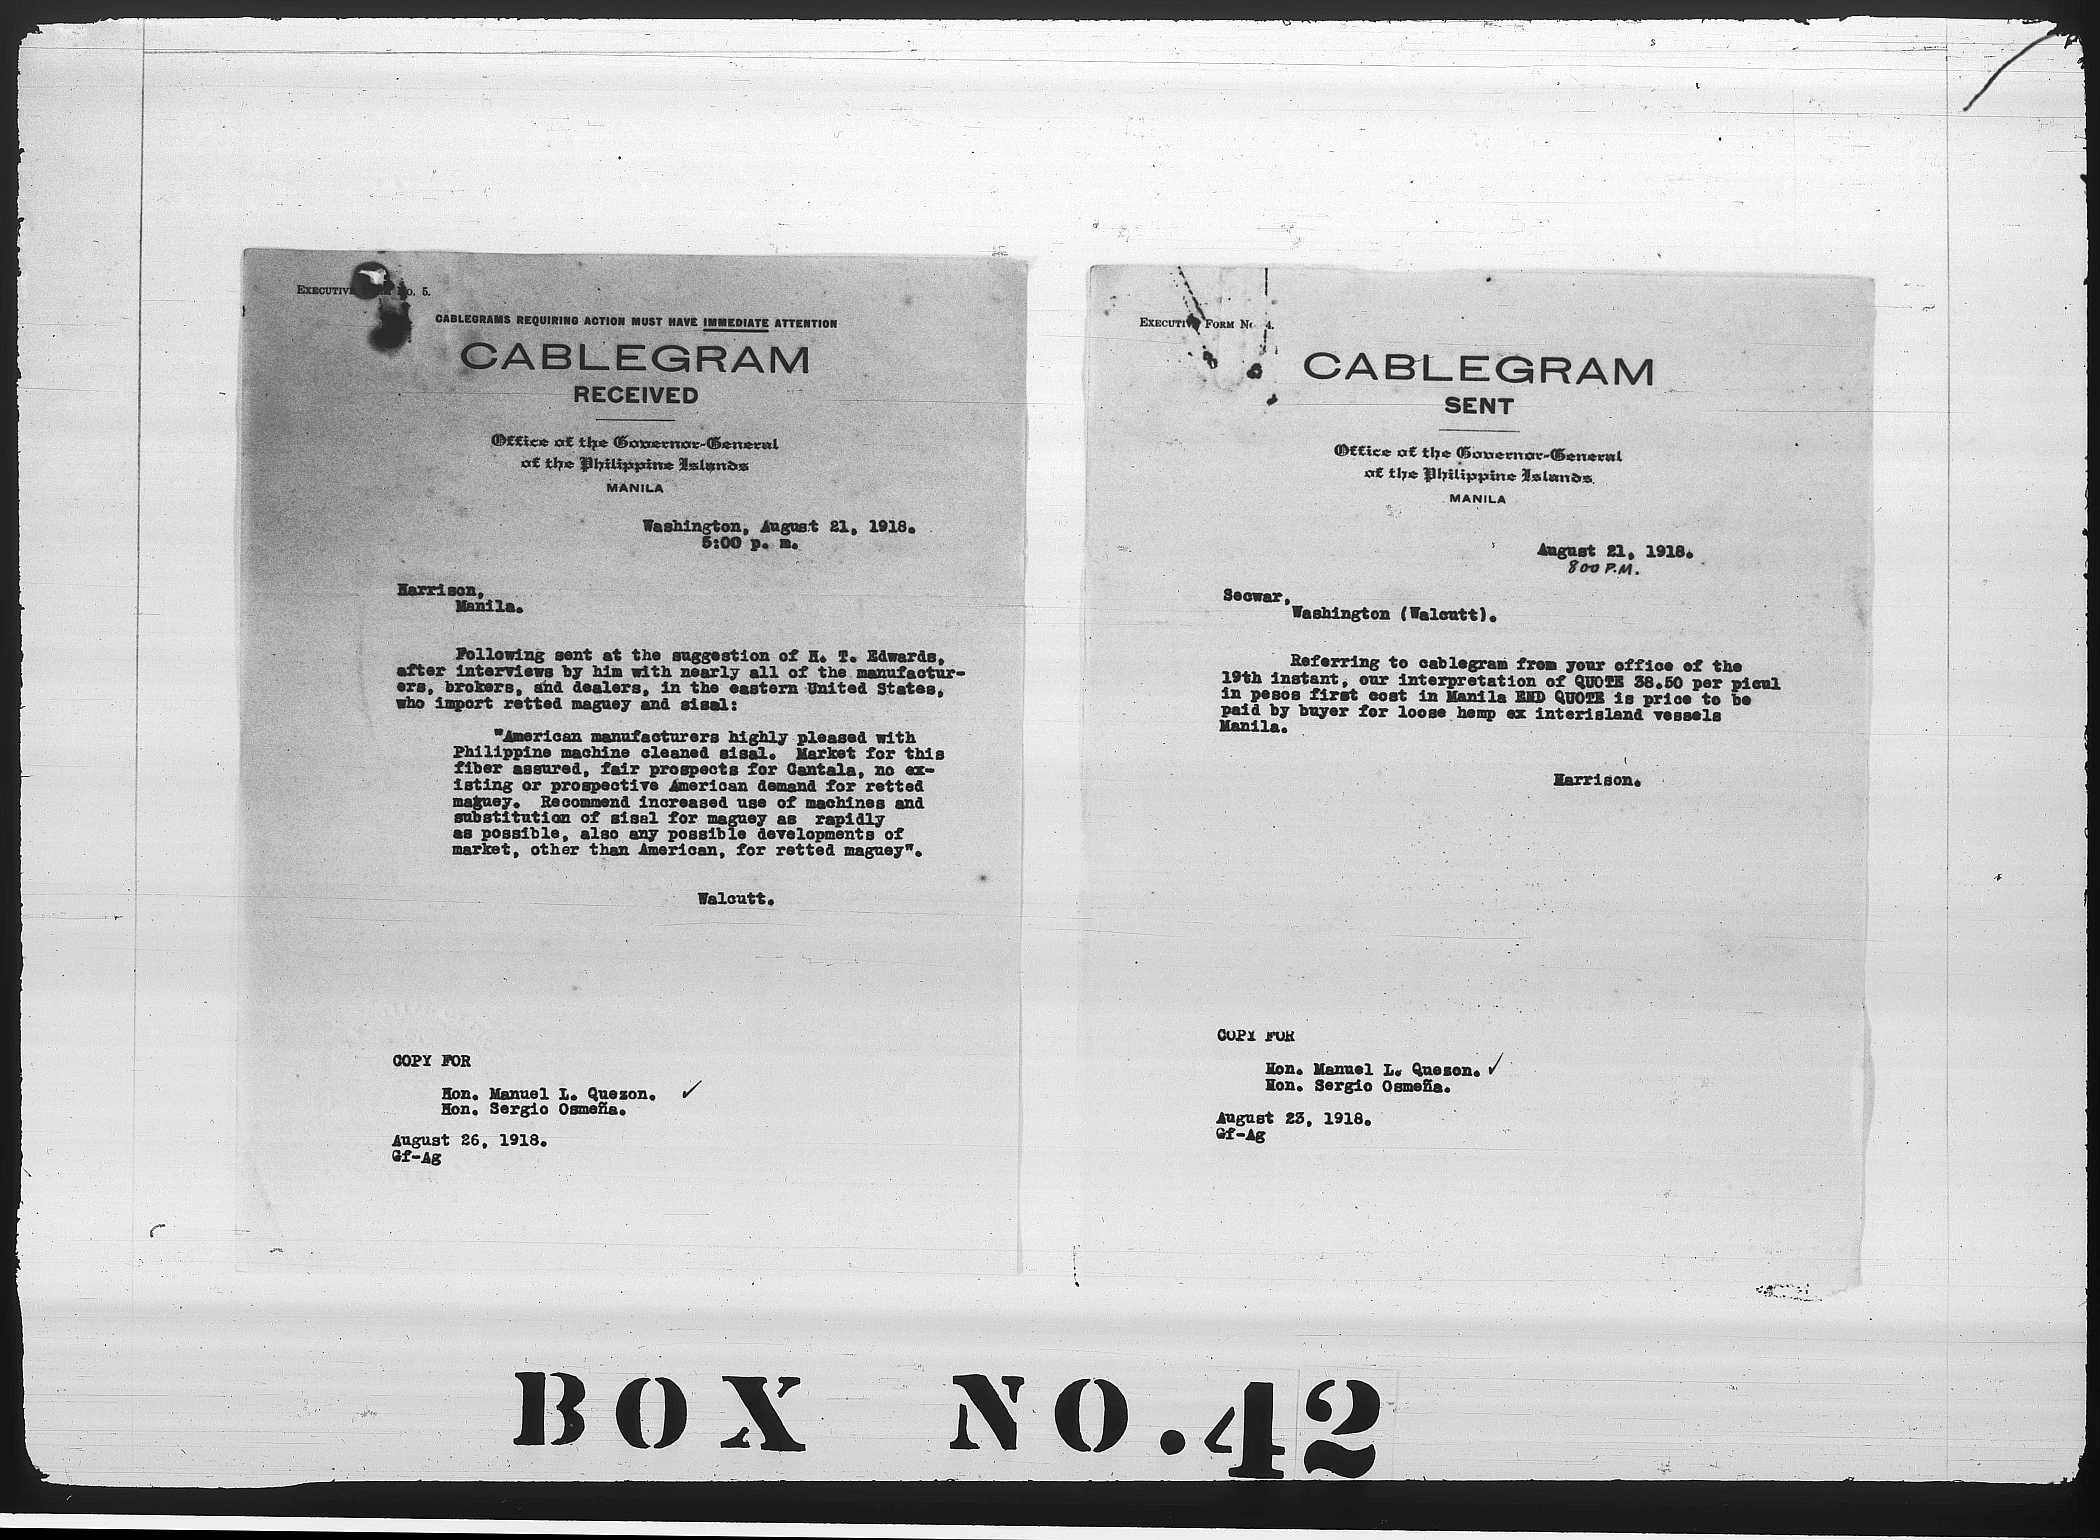 EXECUTIVE No. 5.
CABLEGRAMS REQUIRING ACTION MUST HAVE IMMEDIATE ATTENTION
CABLEGRAM
RECEIVED
Office of the Governor-General
of the Philippine Islands
MANILA
Washington, August 21, 1918.
5:00 p. m.
Harrison,
Manila.
Following sent at the suggestion of H. T. Edwards,
after interviews by him with nearly all of the manufactur-
ers, brokers, and dealers, in the eastern United States,
who import retted maguey and sisal:
"American manufacturers highly pleased with
Philippine machine cleaned sisal. Market for this
fiber assured, fair prospects for Cantala, no ex-
isting or prospective American demand for retted
maguey. Recommend increased use of machines and
substitution of sisal for maguey as rapidly
as possible, also any possible developments of
market, other than American, for retted maguey".
Walcutt.
COPY FOR
Hon. Manuel L. Quezon. ✓
Hon. Sergio Osmeña.
August 26, 1918.
Gf-Ag
EXECUTIVE FORM No. 4.
CABLEGRAM
SENT
Office of the Governor-General
of the Philippine Islands
MANILA
August 21, 1918.
800 P.M.
Secwar,
Washington (Walcutt).
Referring to cablegram from your office of the
19th instant, our interpretation of QUOTE 38.50 per picul
in pesos first cost in Manila END QUOTE is price to be
paid by buyer for loose hemp ex interisland vessels
Manila.
Harrison.
COPY FOR
Hon. Manuel L. Quezon. ✓
Hon. Sergio Osmeña.
August 23, 1918.
Gf-Ag
BOX NO. 42